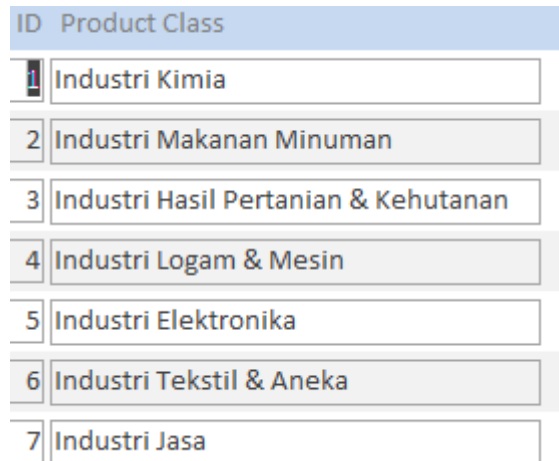 ID Product Class
1 Industri Kimia
2 Industri Makanan Minuman
3 Industri Hasil Pertanian & Kehutanan
4 Industri Logam & Mesin
5 Industri Elektronika
6 Industri Tekstil & Aneka
7 Industri Jasa